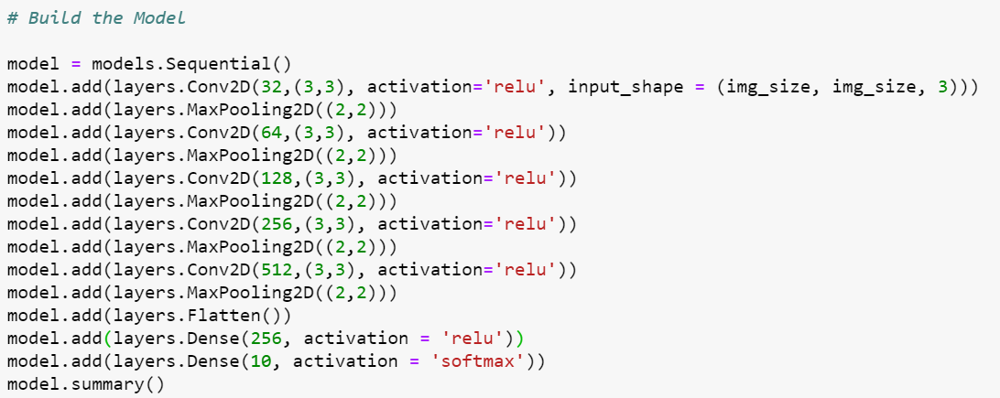 # Build the Model
model = models.Sequential()
model.add(layers.Conv2D(32,(3,3), activation='relu', input_shape = (img_size, img_size, 3)))
model.add(layers.MaxPooling2D((2,2)))
model.add(layers.Conv2D(64,(3,3), activation='relu'))
model.add(layers.MaxPooling2D((2,2)))
model.add(layers.Conv2D(128,(3,3), activation='relu'))
model.add(layers.MaxPooling2D((2,2)))
model.add(layers.Conv2D(256,(3,3), activation='relu'))
model.add(layers.MaxPooling2D((2,2)))
model.add(layers.Conv2D(512,(3,3), activation='relu'))
model.add(layers.MaxPooling2D((2,2)))
model.add(layers.Flatten())
model.add(layers.Dense(256, activation = 'relu'))
model.add(layers.Dense(10, activation = 'softmax'))
model.summary()